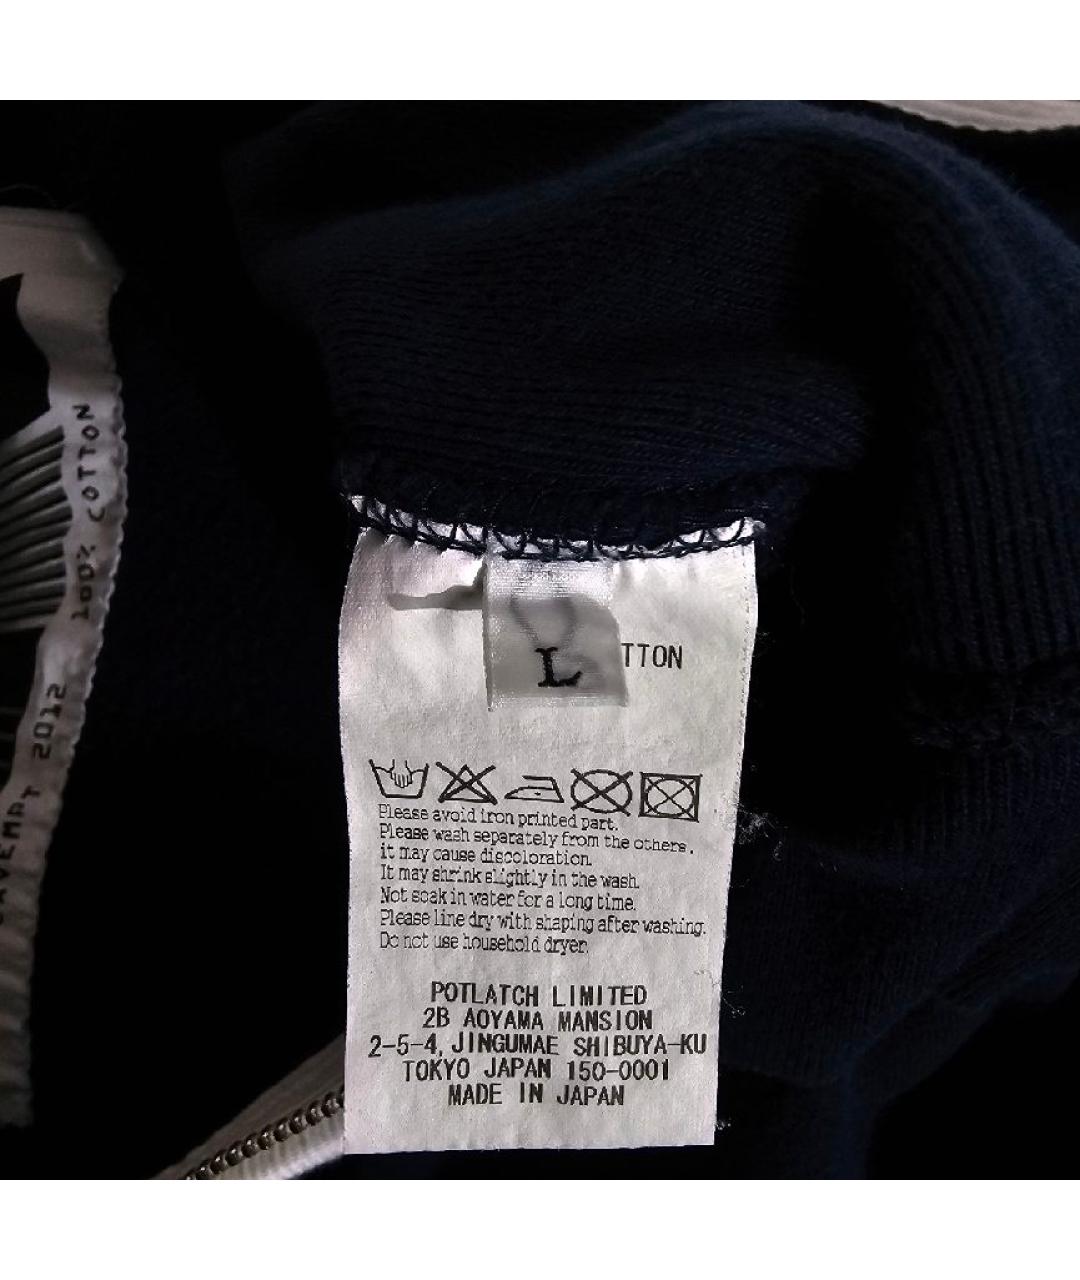 100% COTTON
2012
L
TTON
Please avoid iron printed part.
Please wash separately from the others,
it may cause discoloration.
It may shrink slightly in the wash.
Not soak in water for a long time.
Please line dry with shaping after washing.
Do not use household dryer.
POTLATCH LIMITED
2B AOYAMA MANSION
2-5-4, JINGUMAE SHIBUYA-KU
TOKYO JAPAN 150-0001
MADE IN JAPAN